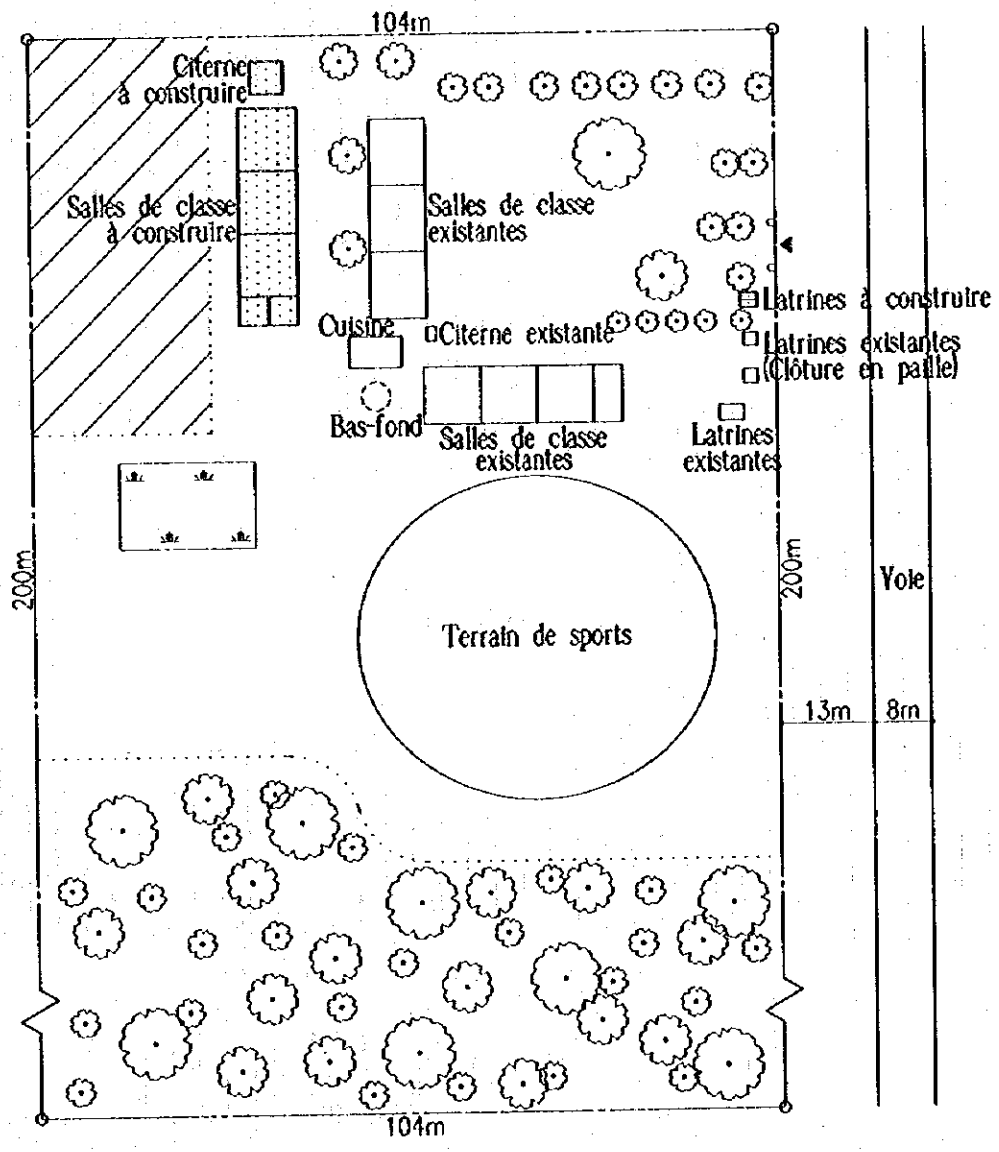 104m
Citerne
à construire
Salles de classe
à construire
Salles de classe
existantes
Latrines à construire
Cuisine
Citerne existante
Latrines existantes
(Clôture en paille)
Bas-fond
Salles de classe
existantes
Latrines
existantes
200m
200m
Voie
Terrain de sports
13m
8m
104m